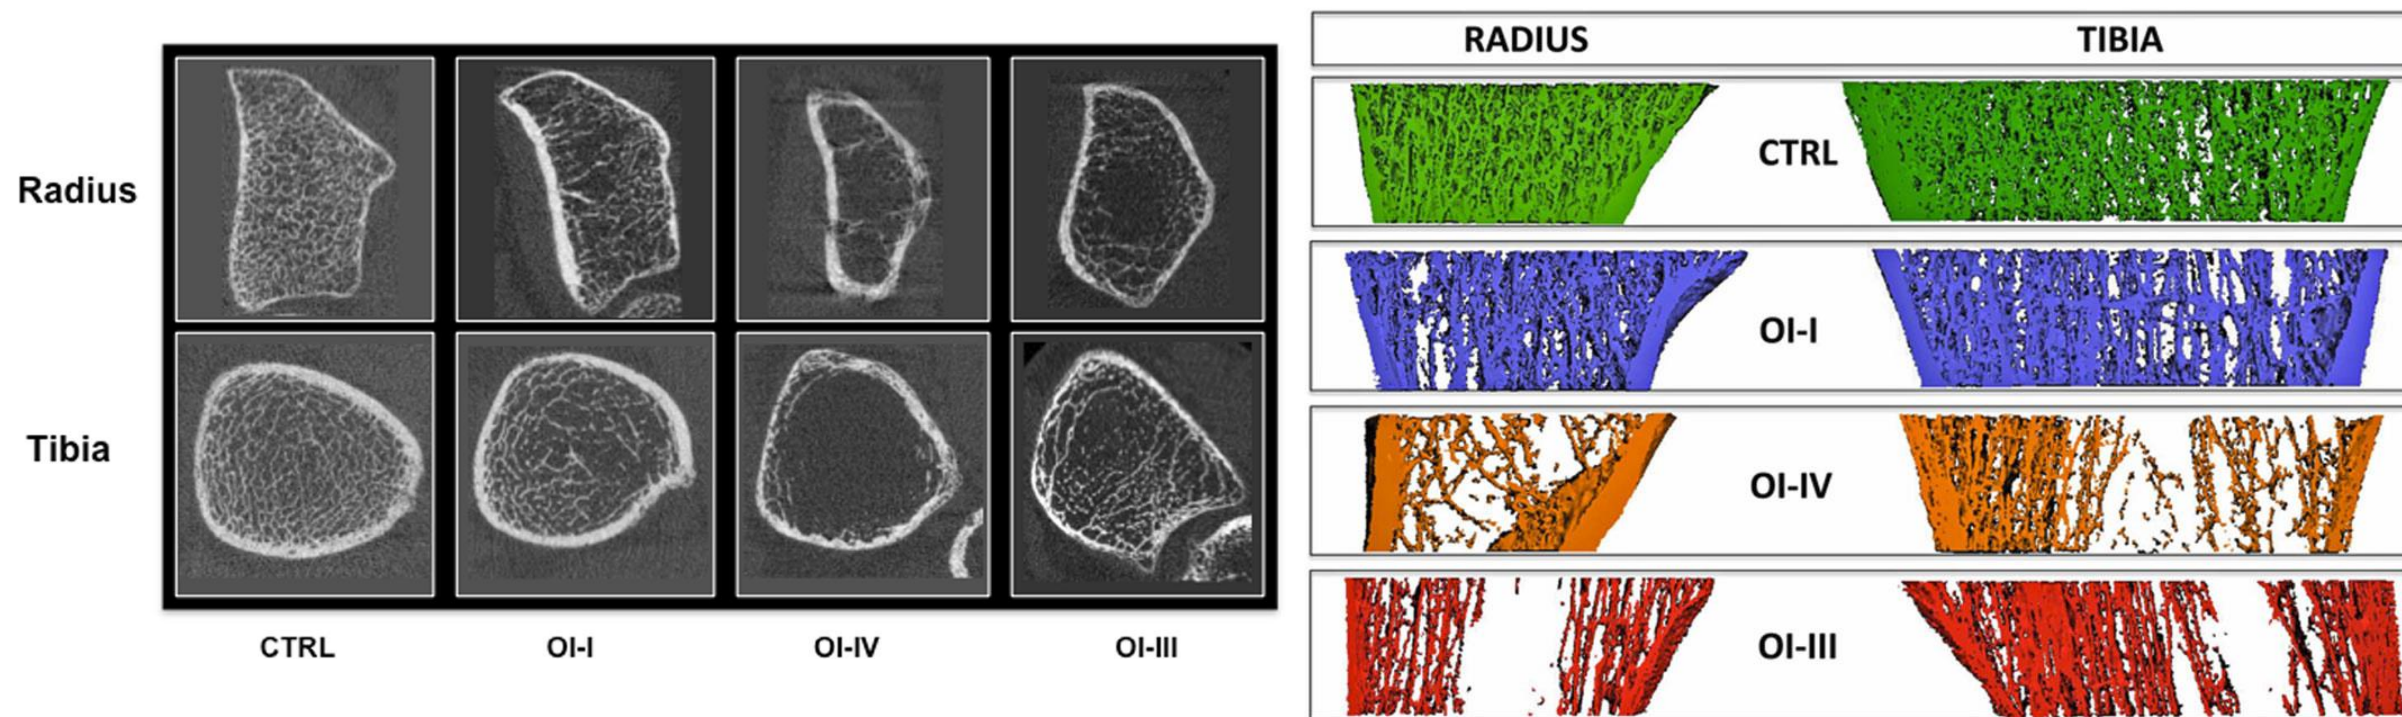 Radius
Tibia
CTRL
OI-I
OI-IV
OI-III
RADIUS
TIBIA
CTRL
OI-I
OI-IV
OI-III